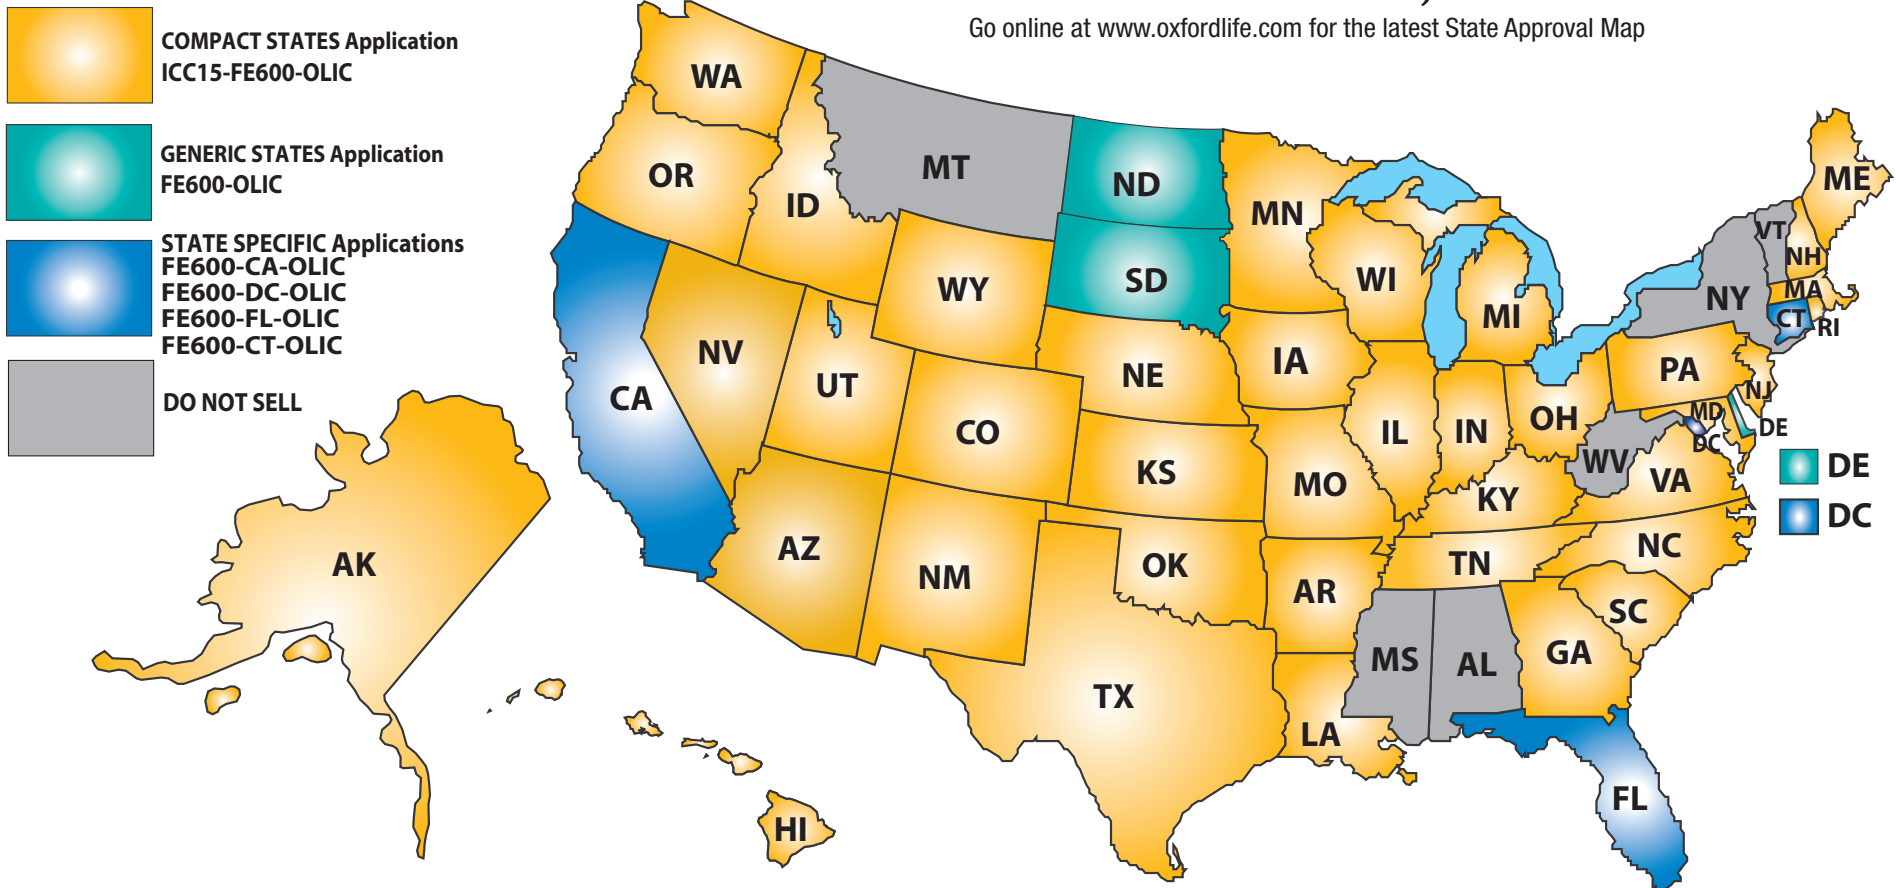 Go online at www.oxfordlife.com for the latest State Approval Map
COMPACT STATES Application
ICC15-FE600-OLIC
GENERIC STATES Application
FE600-OLIC
STATE SPECIFIC Applications
FE600-CA-OLIC
FE600-DC-OLIC
FE600-FL-OLIC
FE600-CT-OLIC
DO NOT SELL
WA
OR
ID
MT
ND
SD
MN
WI
MI
WY
NE
IA
NV
UT
CO
KS
MO
IL
IN
OH
CA
AZ
NM
OK
AR
TX
LA
MS
AL
GA
FL
SC
NC
TN
KY
WV
VA
PA
NY
VT
NH
ME
MA
CT
RI
NJ
MD
DE
DC
DE
DC
AK
HI